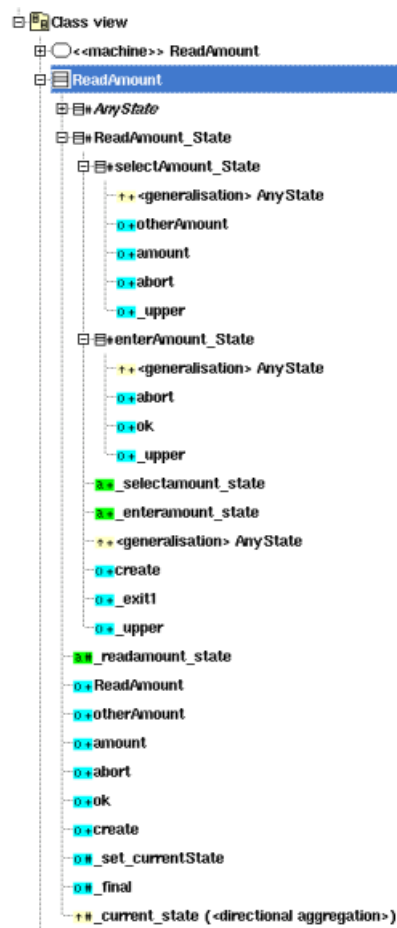 Class view
<<machine>> ReadAmount
ReadAmount
# AnyState
# ReadAmount_State
+ selectAmount_State
+ <generalisation> AnyState
o + otherAmount
o + amount
o + abort
o + _upper
+ enterAmount_State
+ <generalisation> AnyState
o + abort
o + ok
o + _upper
a + _selectamount_state
a + _enteramount_state
+ <generalisation> AnyState
o + create
o + _exit1
o + _upper
a # _readamount_state
o + ReadAmount
o + otherAmount
o + amount
o + abort
o + ok
o + create
o # _set_currentState
o # _final
# _current_state (<directional aggregation>)